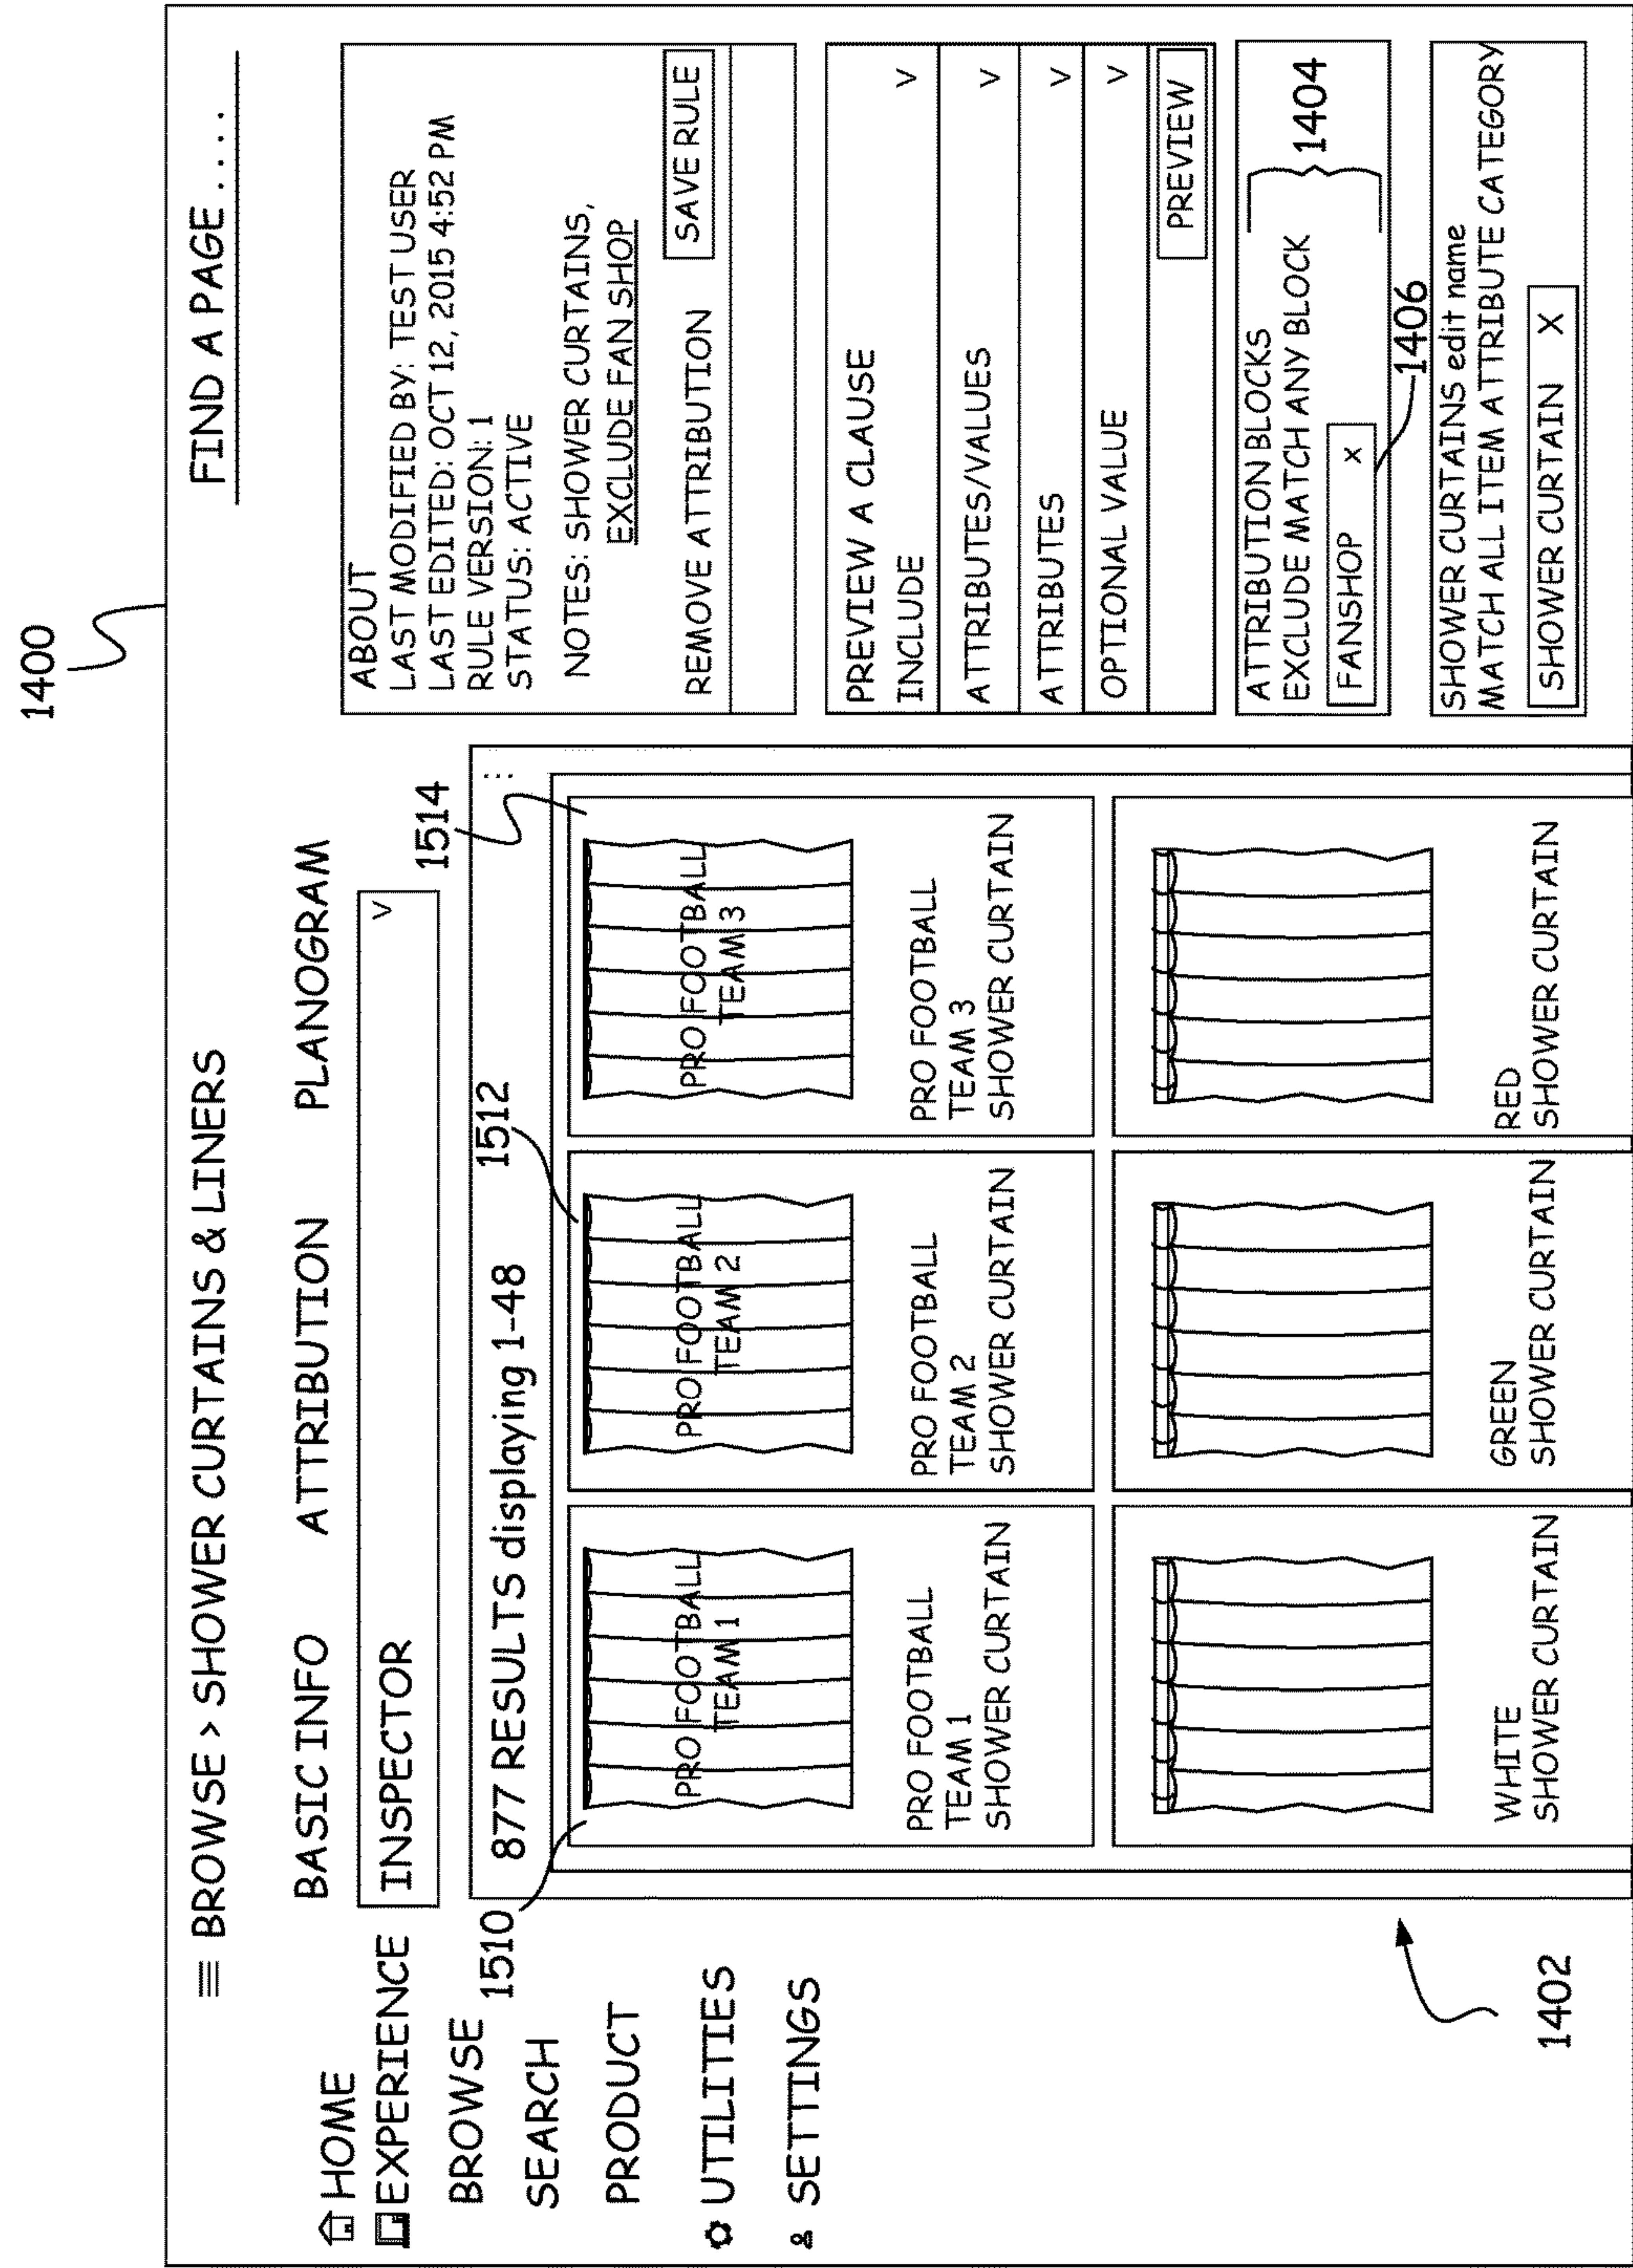 1400
≡ BROWSE > SHOWER CURTAINS & LINERS
FIND A PAGE . . . .
HOME
EXPERIENCE
BROWSE
SEARCH
PRODUCT
UTILITIES
SETTINGS
BASIC INFO ATTRIBUTION PLANOGRAM
INSPECTOR V
877 RESULTS displaying 1-48
1510
1512
1514
PRO FOOTBALL
TEAM 1
PRO FOOTBALL
TEAM 1
SHOWER CURTAIN
PRO FOOTBALL
TEAM 2
PRO FOOTBALL
TEAM 2
SHOWER CURTAIN
PRO FOOTBALL
TEAM 3
PRO FOOTBALL
TEAM 3
SHOWER CURTAIN
WHITE
SHOWER CURTAIN
GREEN
SHOWER CURTAIN
RED
SHOWER CURTAIN
1402
ABOUT
LAST MODIFIED BY: TEST USER
LAST EDITED: OCT 12, 2015 4:52 PM
RULE VERSION: 1
STATUS: ACTIVE
NOTES: SHOWER CURTAINS,
EXCLUDE FAN SHOP
REMOVE ATTRIBUTION SAVE RULE
PREVIEW A CLAUSE
INCLUDE V
ATTRIBUTES/VALUES V
ATTRIBUTES V
OPTIONAL VALUE V
PREVIEW
ATTRIBUTION BLOCKS
EXCLUDE MATCH ANY BLOCK
1404
FANSHOP X
1406
SHOWER CURTAINS edit name
MATCH ALL ITEM ATTRIBUTE CATEGORY
SHOWER CURTAIN X